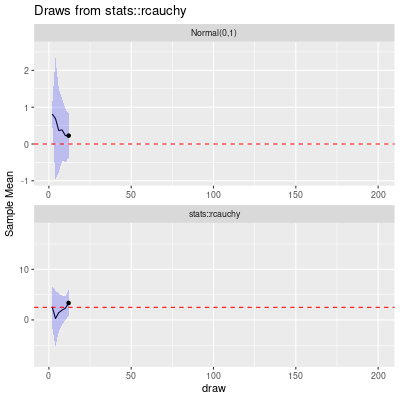 Draws from stats::rcauchy
Normal(0,1)
2
1
0
-1
0 50 100 150 200
stats::rcauchy
10
0
0 50 100 150 200
Sample Mean
draw